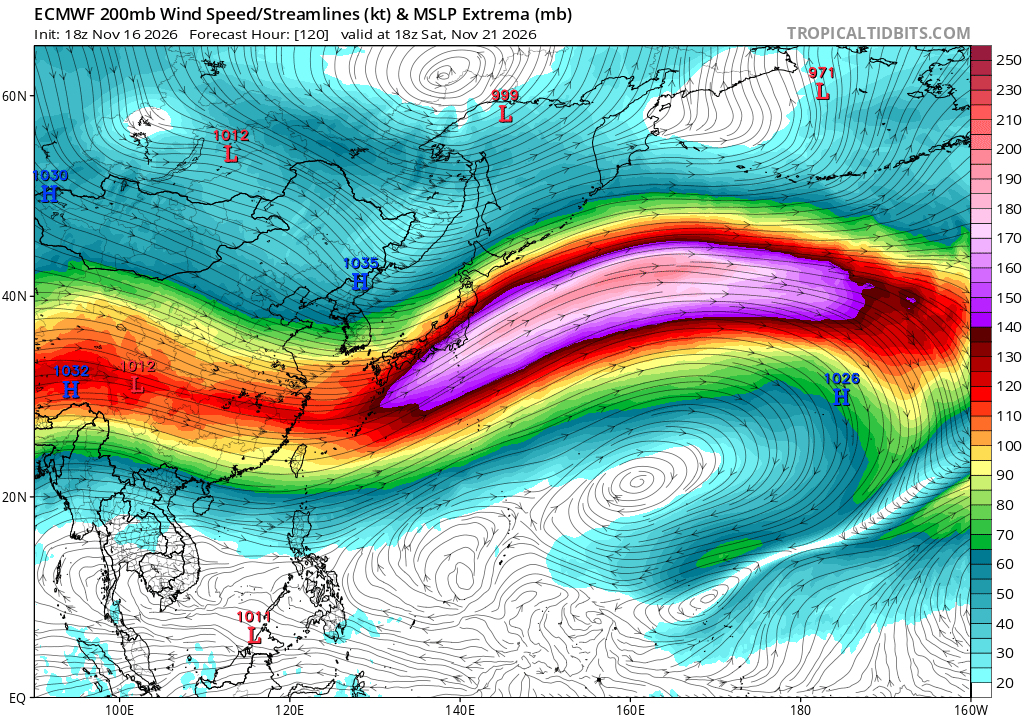 ECMWF 200mb Wind Speed/Streamlines (kt) & MSLP Extrema (mb)
Init: 18z Nov 16 2026 Forecast Hour: [120] valid at 18z Sat, Nov 21 2026
TROPICALTIDBITS.COM
971
L
999
L
1012
L
1030
H
1035
H
1032
H
1012
L
1026
H
1011
L
60N
40N
20N
EQ
100E
120E
140E
160E
180
160W
250
230
210
200
190
180
170
160
150
140
130
120
110
100
90
80
70
60
50
40
30
20